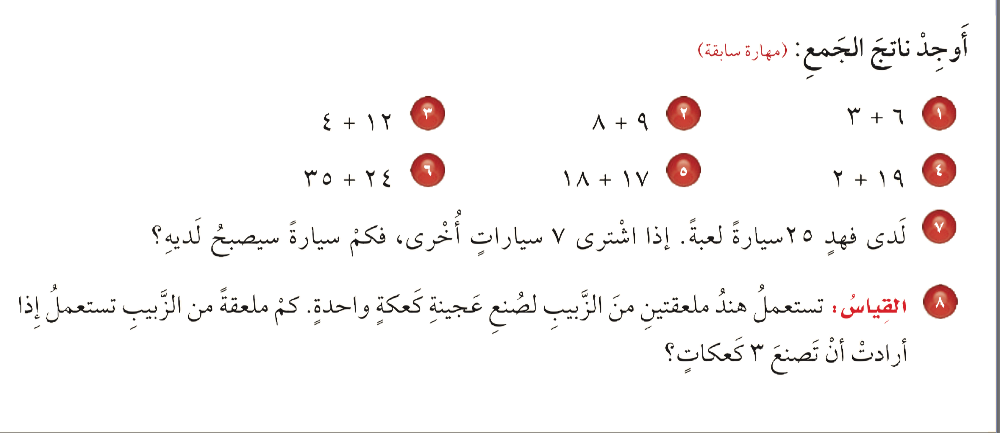 أَوجِدْ ناتجَ الجَمعِ: (مهارة سابقة)
١ ٦ + ٣ ٢ ٩ + ٨ ٣ ١٢ + ٤
٤ ١٩ + ٢ ٥ ١٧ + ١٨ ٦ ٢٤ + ٣٥
٧ لَدى فهدٍ ٢٥سيارةً لعبةً. إذا اشْترى ٧ سياراتٍ أُخْرى، فكمْ سيارةً سيصبحُ لَديهِ؟
٨ القِياسُ: تستعملُ هندُ ملعقتينِ منَ الزَّبيبِ لصُنعِ عَجينةِ كَعكةٍ واحدةٍ. كمْ ملعقةً من الزَّبيبِ تستعملُ إِذا
أرادتْ أنْ تَصنعَ ٣ كَعكاتٍ؟